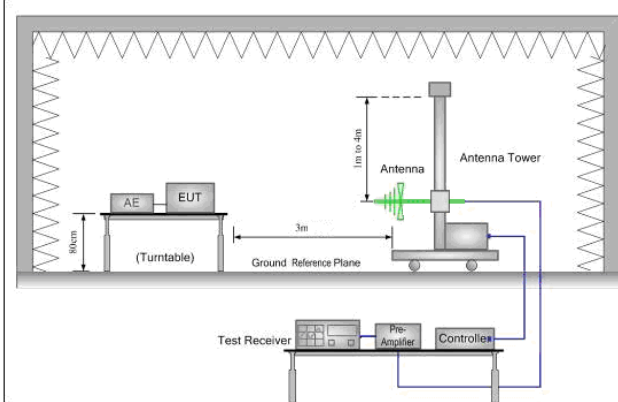 1m to 4m
Antenna
Antenna Tower
AE
EUT
80cm
3m
(Turntable)
Ground Reference Plane
Test Receiver
Pre-
Amplifier
Controller